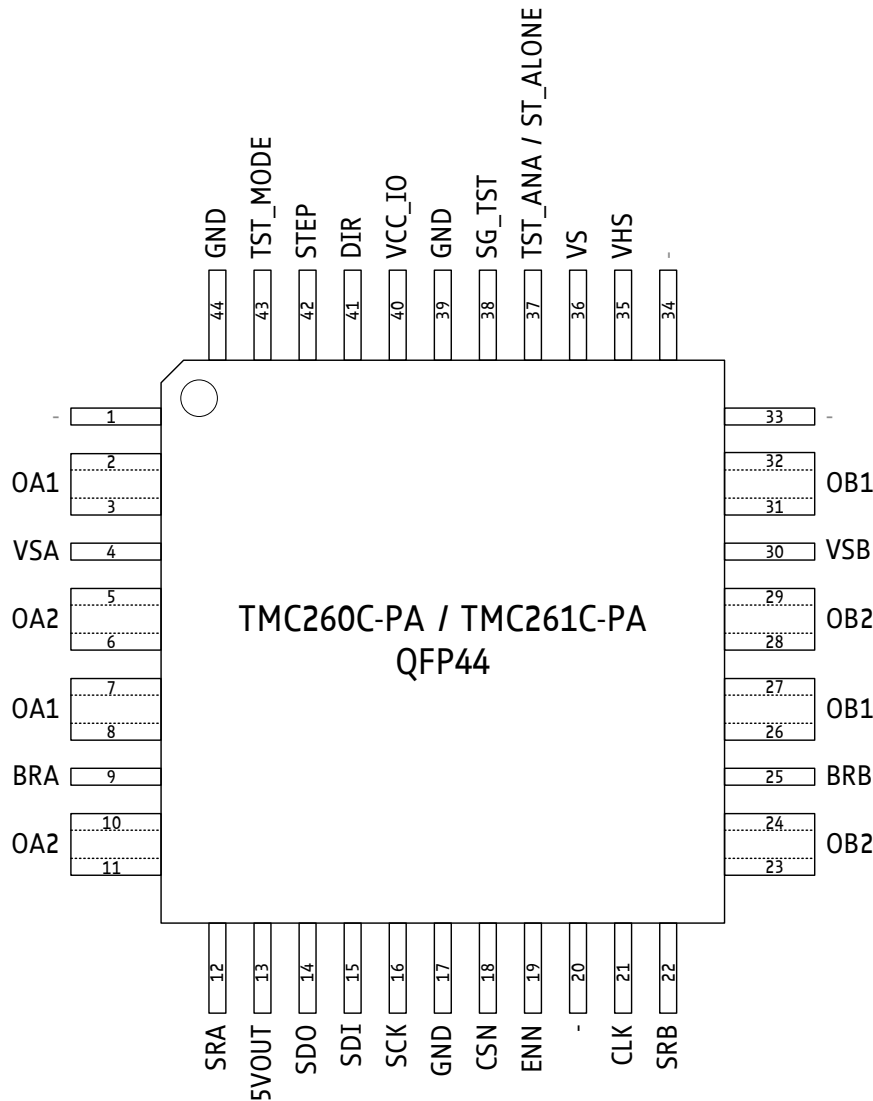 GND
TST_MODE
STEP
DIR
VCC_IO
GND
SG_TST
TST_ANA / ST_ALONE
VS
VHS
-
44
43
42
41
40
39
38
37
36
35
34
-
1
OA1
2
3
VSA
4
OA2
5
6
OA1
7
8
BRA
9
OA2
10
11
TMC260C-PA / TMC261C-PA
QFP44
33
-
32
31
OB1
30
VSB
29
28
OB2
27
26
OB1
25
BRB
24
23
OB2
12
13
14
15
16
17
18
19
20
21
22
SRA
5VOUT
SDO
SDI
SCK
GND
CSN
ENN
-
CLK
SRB